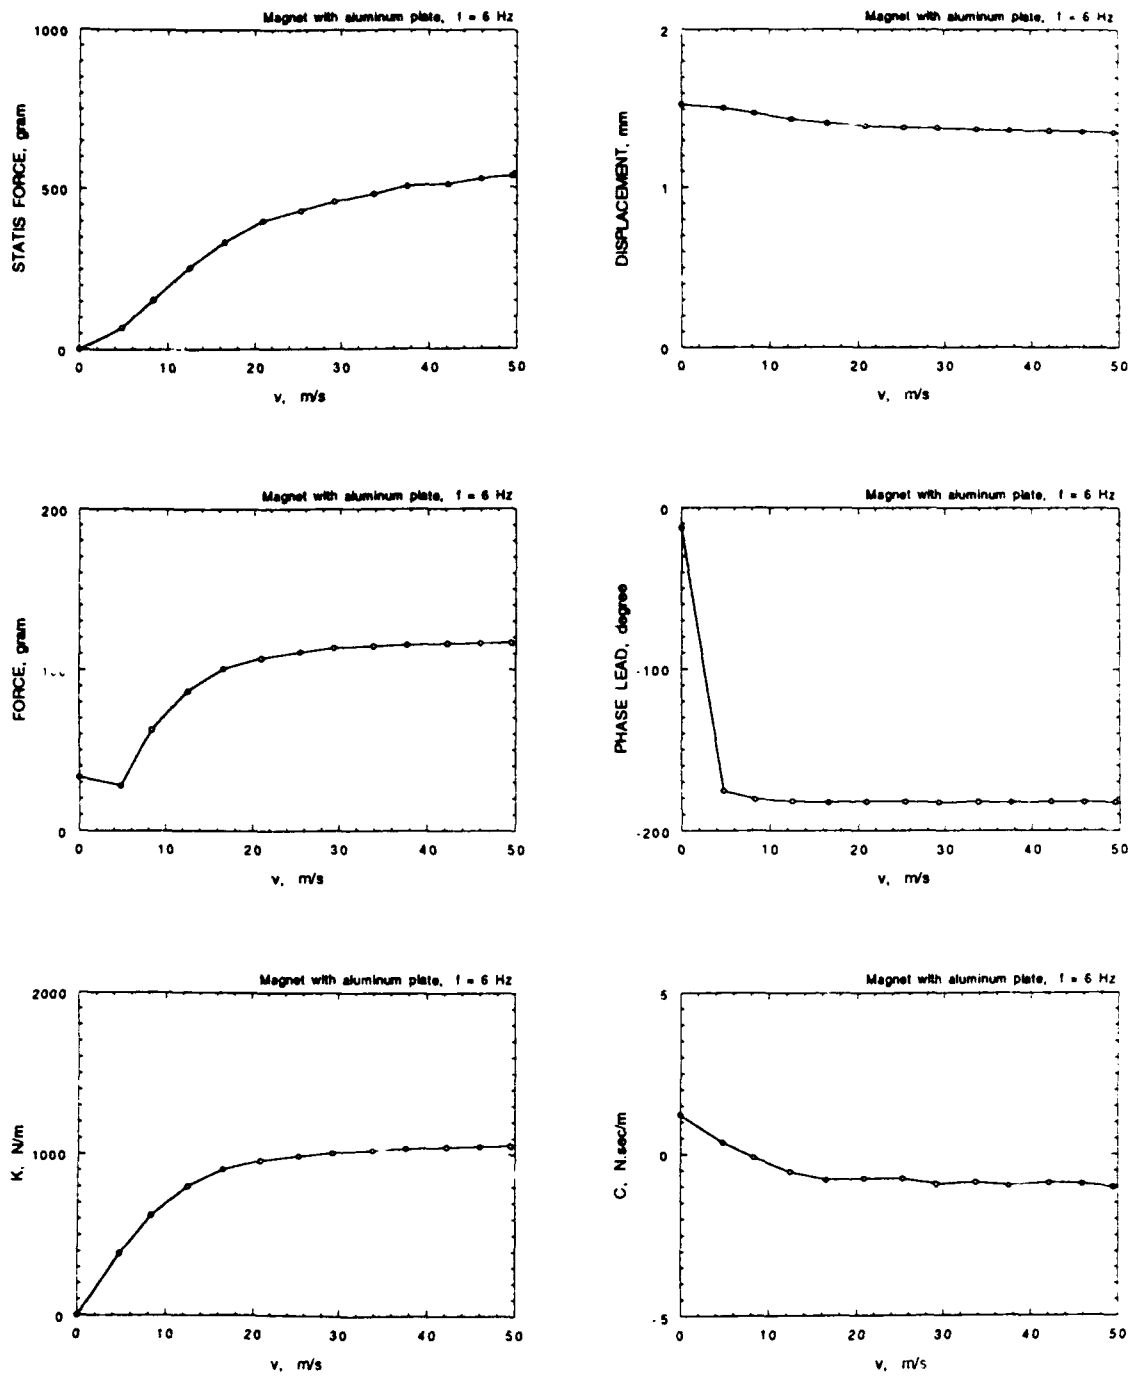 Magnet with aluminum plate, f = 6 Hz
1000
500
0
STATIS FORCE, gram
0 10 20 30 40 50
v, m/s
Magnet with aluminum plate, f = 6 Hz
2
1
0
DISPLACEMENT, mm
0 10 20 30 40 50
v, m/s
Magnet with aluminum plate, f = 6 Hz
200
0
FORCE, gram
0 10 20 30 40 50
v, m/s
Magnet with aluminum plate, f = 6 Hz
0
-100
-200
PHASE LEAD, degree
0 10 20 30 40 50
v, m/s
Magnet with aluminum plate, f = 6 Hz
2000
1000
0
K, N/m
0 10 20 30 40 50
v, m/s
Magnet with aluminum plate, f = 6 Hz
5
0
-5
C, N.sec/m
0 10 20 30 40 50
v, m/s